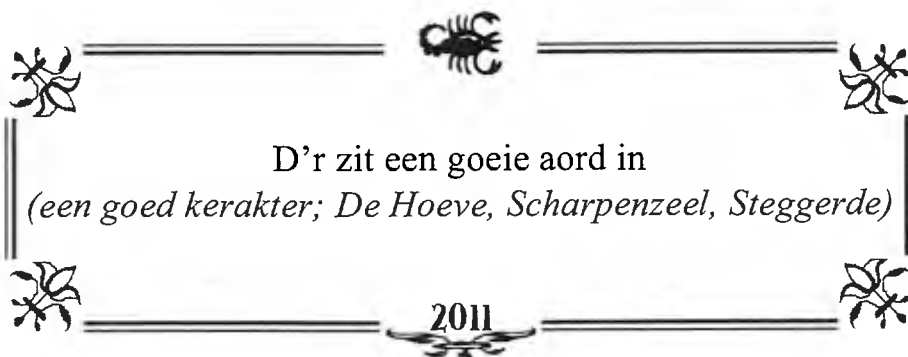 D'r zit een goeie aord in
(een goed kerakter; De Hoeve, Scharpenzeel, Steggerde)
2011